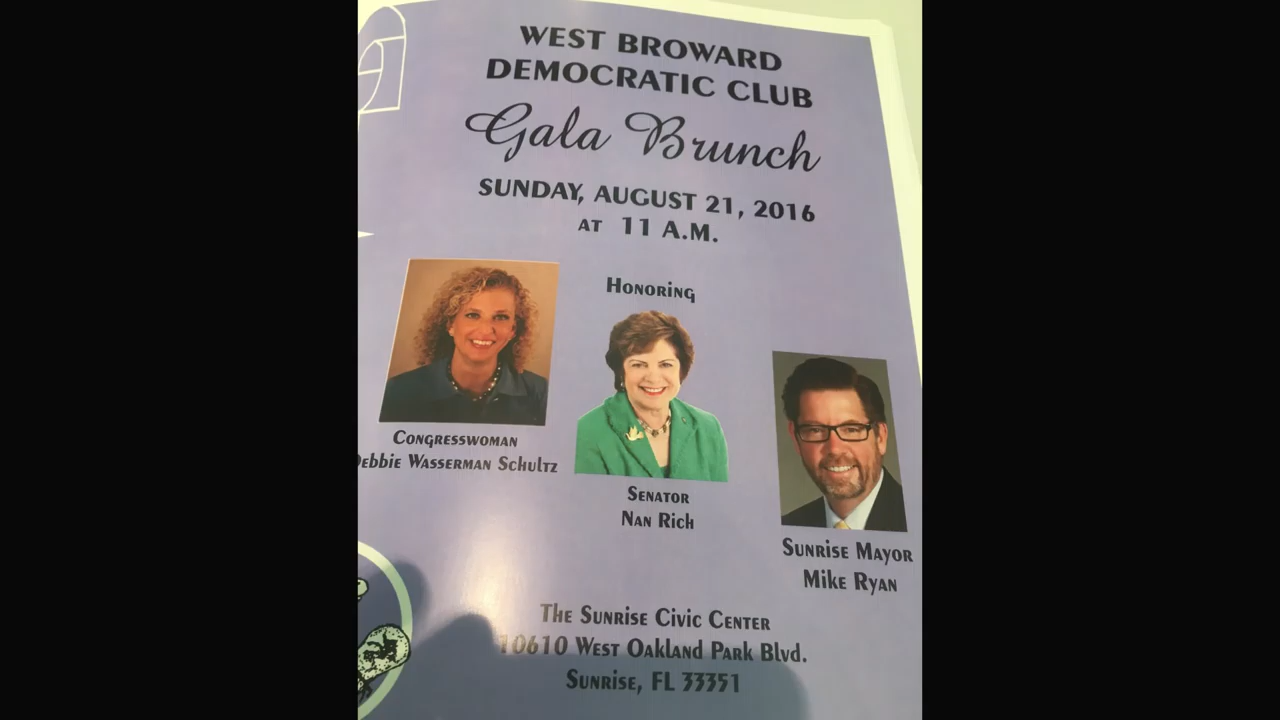 WEST BROWARD
DEMOCRATIC CLUB
Gala Brunch
SUNDAY, AUGUST 21, 2016
AT 11 A.M.
Honoring
Congresswoman
ebbie Wasserman Schultz
Senator
Nan Rich
Sunrise Mayor
Mike Ryan
The Sunrise Civic Center
10610 West Oakland Park Blvd.
Sunrise, FL 33351